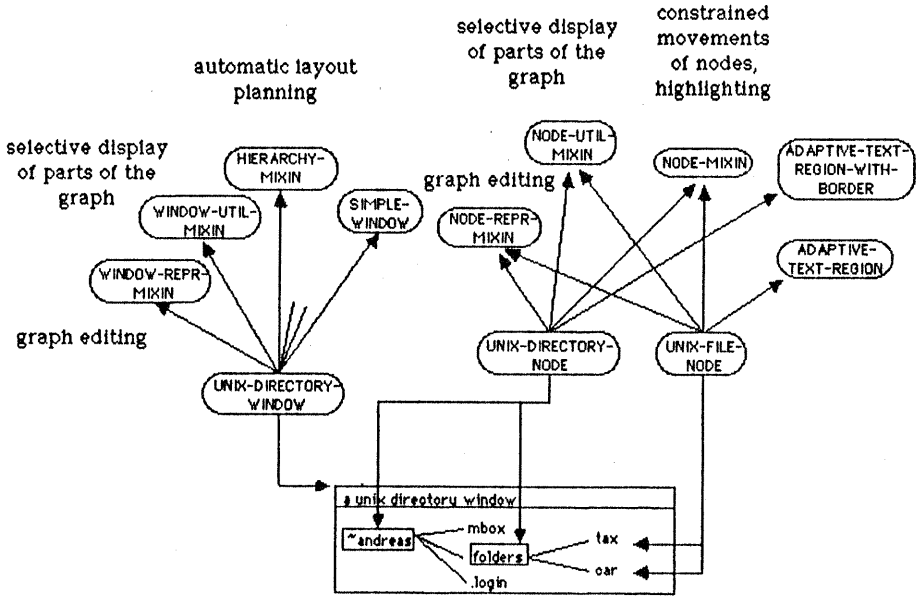 selective display
of parts of the
graph
constrained
movements
of nodes,
highlighting
automatic layout
planning
selective display
of parts of the
graph
HIERARCHY-
MIXIN
WINDOW-UTIL-
MIXIN
SIMPLE-
WINDOW
WINDOW-REPR-
MIXIN
graph editing
NODE-UTIL-
MIXIN
NODE-MIXIN
ADAPTIVE-TEXT-
REGION-WITH-
BORDER
graph editing
NODE-REPR-
MIXIN
ADAPTIVE-
TEXT-REGION
UNIX-DIRECTORY-
WINDOW
UNIX-DIRECTORY-
NODE
UNIX-FILE-
NODE
a unix directory window
~andreas
mbox
folders
.login
tax
car